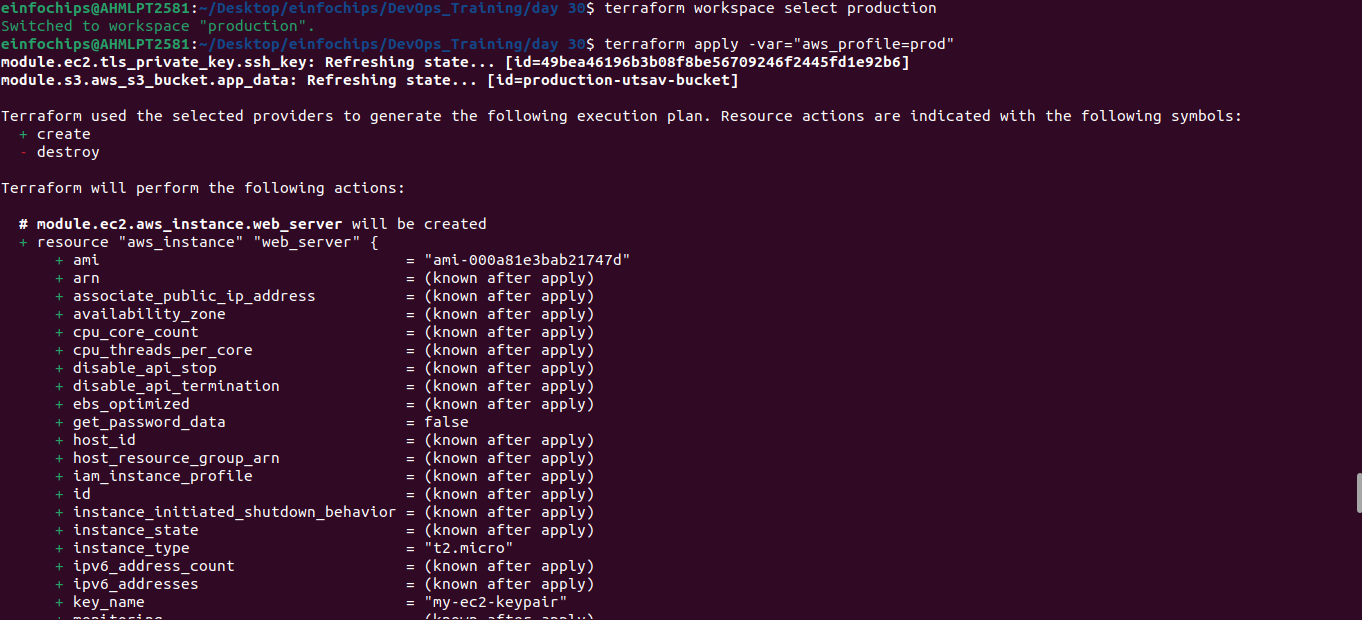 einfochips@AHMLPT2581:~/Desktop/einfochips/DevOps_Training/day 30$ terraform workspace select production
Switched to workspace "production".
einfochips@AHMLPT2581:~/Desktop/einfochips/DevOps_Training/day 30$ terraform apply -var="aws_profile=prod"
module.ec2.tls_private_key.ssh_key: Refreshing state... [id=49bea46196b3b08f8be56709246f2445fd1e92b6]
module.s3.aws_s3_bucket.app_data: Refreshing state... [id=production-utsav-bucket]
Terraform used the selected providers to generate the following execution plan. Resource actions are indicated with the following symbols:
  + create
  - destroy
Terraform will perform the following actions:
  # module.ec2.aws_instance.web_server will be created
  + resource "aws_instance" "web_server" {
      + ami                                  = "ami-000a81e3bab21747d"
      + arn                                  = (known after apply)
      + associate_public_ip_address          = (known after apply)
      + availability_zone                    = (known after apply)
      + cpu_core_count                       = (known after apply)
      + cpu_threads_per_core                 = (known after apply)
      + disable_api_stop                     = (known after apply)
      + disable_api_termination              = (known after apply)
      + ebs_optimized                        = (known after apply)
      + get_password_data                    = false
      + host_id                              = (known after apply)
      + host_resource_group_arn              = (known after apply)
      + iam_instance_profile                 = (known after apply)
      + id                                   = (known after apply)
      + instance_initiated_shutdown_behavior = (known after apply)
      + instance_state                       = (known after apply)
      + instance_type                        = "t2.micro"
      + ipv6_address_count                   = (known after apply)
      + ipv6_addresses                       = (known after apply)
      + key_name                             = "my-ec2-keypair"
      + monitoring                           = (known after apply)